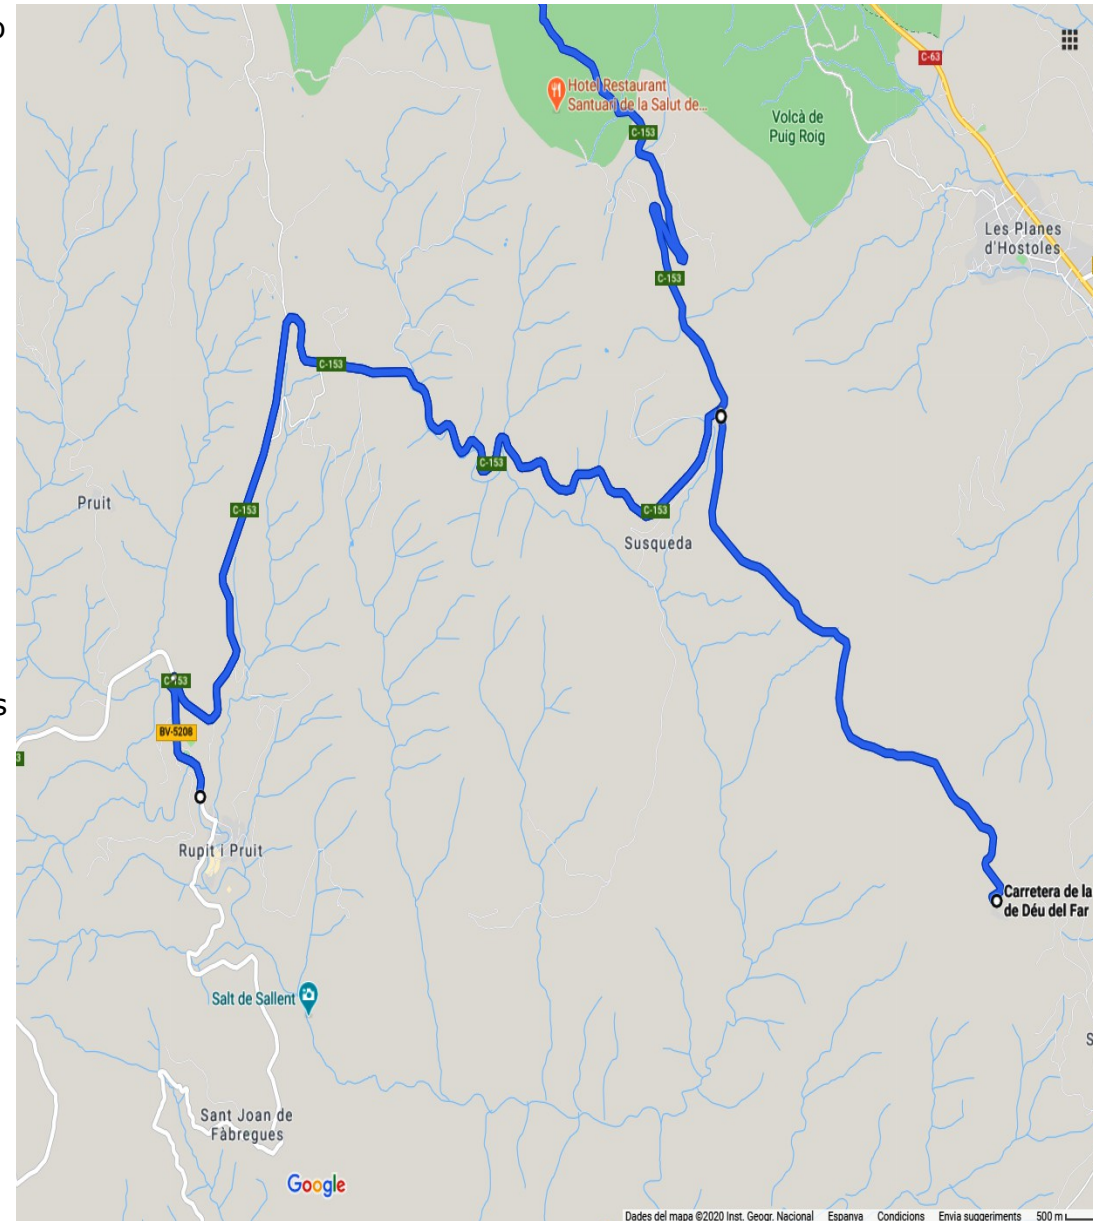 C-63
Hotel Restaurant
Santuari de la Salut de...
C-153
Volcà de
Puig Roig
Les Planes
d'Hostoles
C-153
C-153
C-153
Pruit
C-153
C-153
Susqueda
C-153
BV-5208
3
Rupit i Pruit
Carretera de la
de Déu del Far
Salt de Sallent
S
Sant Joan de
Fàbregues
Google
Dades del mapa ©2020 Inst. Geogr. Nacional Espanya Condicions Envia suggeriments 500 m